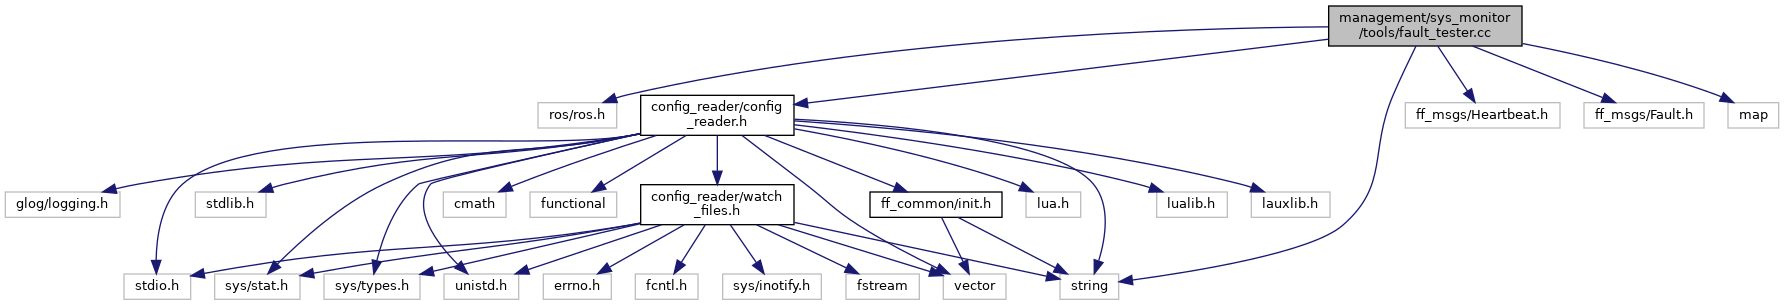 management/sys_monitor
/tools/fault_tester.cc
ros/ros.h
config_reader/config
_reader.h
ff_msgs/Heartbeat.h
ff_msgs/Fault.h
map
glog/logging.h
stdlib.h
cmath
functional
config_reader/watch
_files.h
ff_common/init.h
lua.h
lualib.h
lauxlib.h
stdio.h
sys/stat.h
sys/types.h
unistd.h
errno.h
fcntl.h
sys/inotify.h
fstream
vector
string